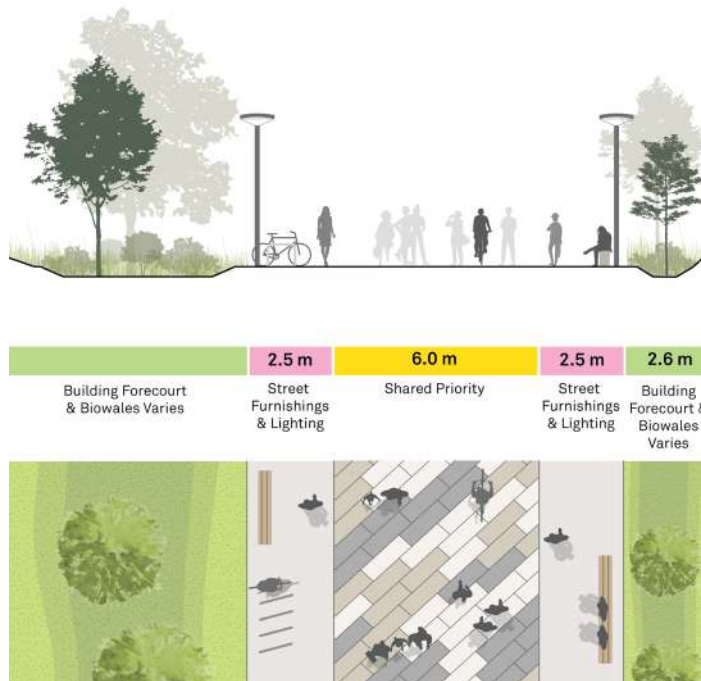 2.5 m
6.0 m
2.5 m
2.6 m
Building Forecourt
& Biowales Varies
Street
Furnishings
& Lighting
Shared Priority
Street
Furnishings
& Lighting
Building
Forecourt &
Biowales
Varies